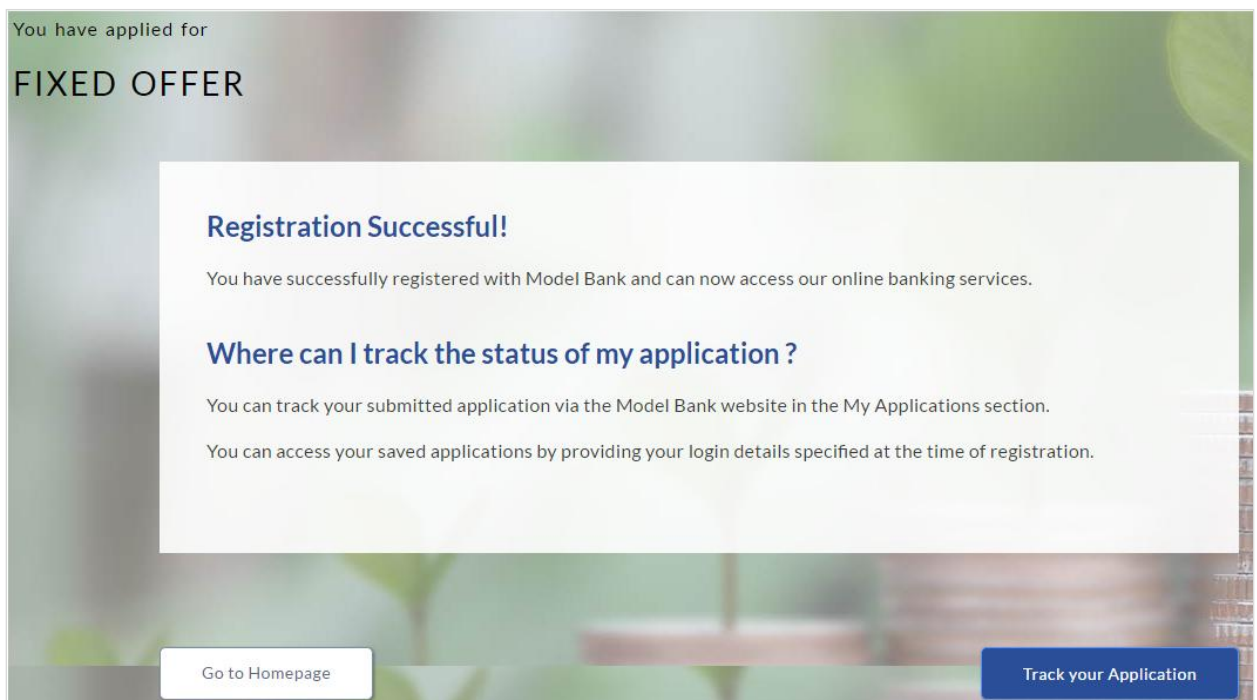 You have applied for
FIXED OFFER
Registration Successful!
You have successfully registered with Model Bank and can now access our online banking services.
Where can I track the status of my application ?
You can track your submitted application via the Model Bank website in the My Applications section.
You can access your saved applications by providing your login details specified at the time of registration.
Go to Homepage
Track your Application